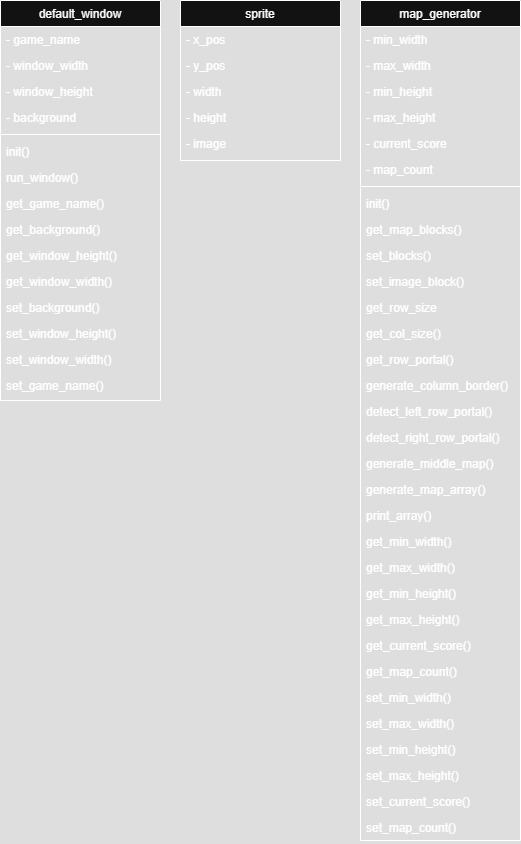 default_window
- game_name
- window_width
- window_height
- background
init()
run_window()
get_game_name()
get_background()
get_window_height()
get_window_width()
set_background()
set_window_height()
set_window_width()
set_game_name()
sprite
- x_pos
- y_pos
- width
- height
- image
map_generator
- min_width
- max_width
- min_height
- max_height
- current_score
- map_count
init()
get_map_blocks()
set_blocks()
set_image_block()
get_row_size
get_col_size()
get_row_portal()
generate_column_border()
detect_left_row_portal()
detect_right_row_portal()
generate_middle_map()
generate_map_array()
print_array()
get_min_width()
get_max_width()
get_min_height()
get_max_height()
get_current_score()
get_map_count()
set_min_width()
set_max_width()
set_min_height()
set_max_height()
set_current_score()
set_map_count()